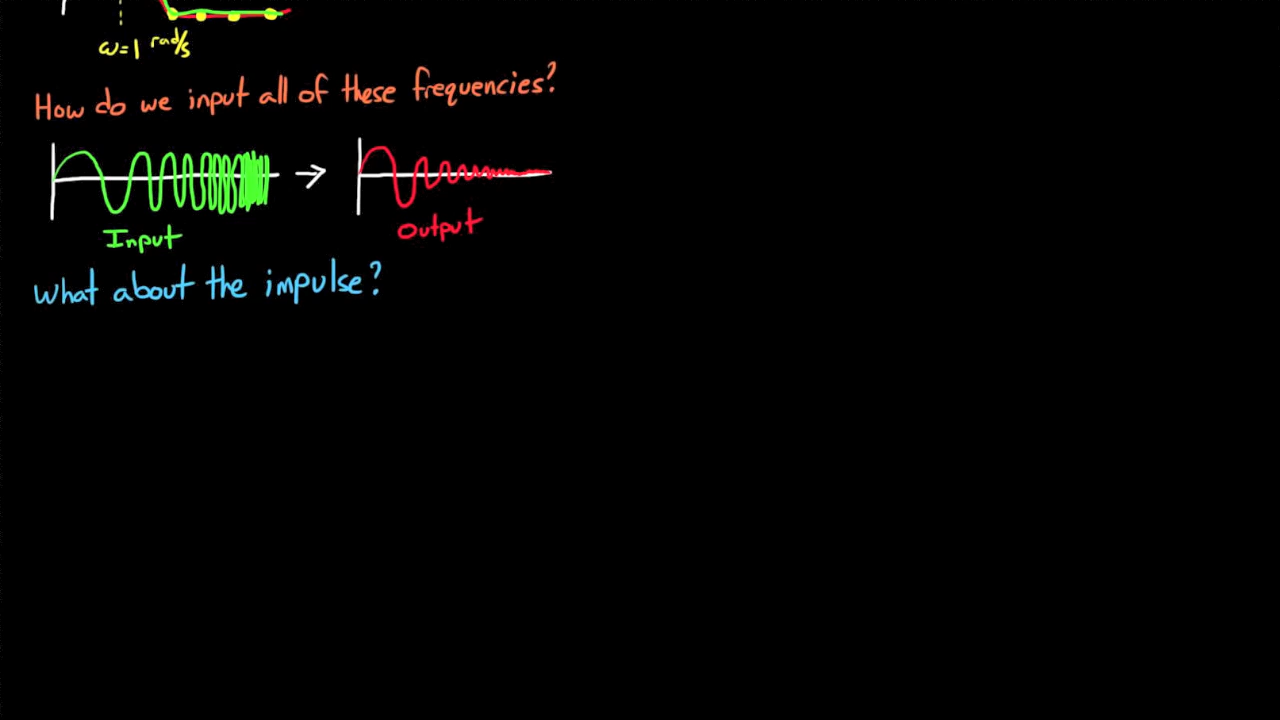 ω=1 rad/s
How do we input all of these frequencies?
Input
Output
What about the impulse?